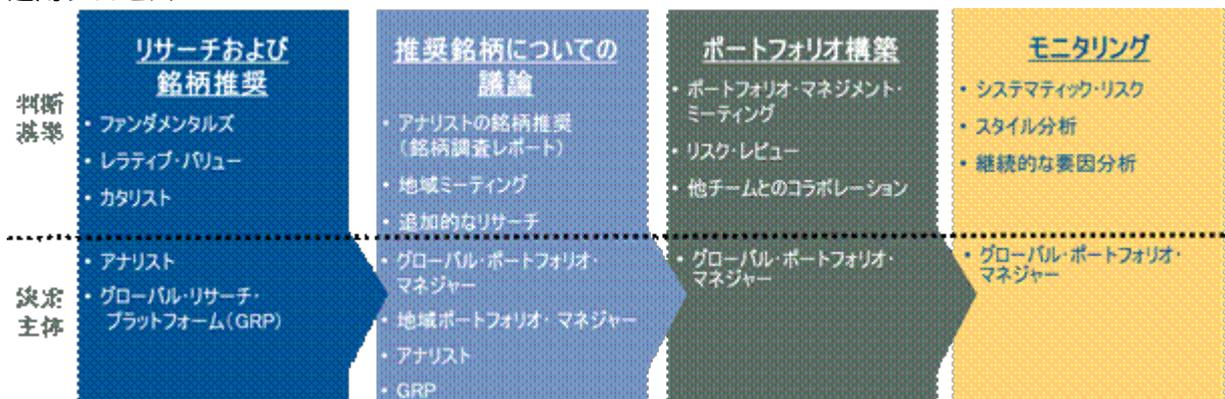 リサーチおよび
銘柄推奨
推奨銘柄についての
議論
ポートフォリオ構築
モニタリング
判断
基準
・ファンダメンタルズ
・レラティブ・バリュー
・カタリスト
・アナリストの銘柄推奨
（銘柄調査レポート）
・地域ミーティング
・追加的なリサーチ
・ポートフォリオ・マネジメント・
ミーティング
・リスク・レビュー
・他チームとのコラボレーション
・システマティック・リスク
・スタイル分析
・継続的な要因分析
決定
主体
・アナリスト
・グローバル・リサーチ・
プラットフォーム（GRP）
・グローバル・ポートフォリオ・
マネジャー
・地域ポートフォリオ・マネジャー
・アナリスト
・GRP
・グローバル・ポートフォリオ・
マネジャー
・グローバル・ポートフォリオ・
マネジャー